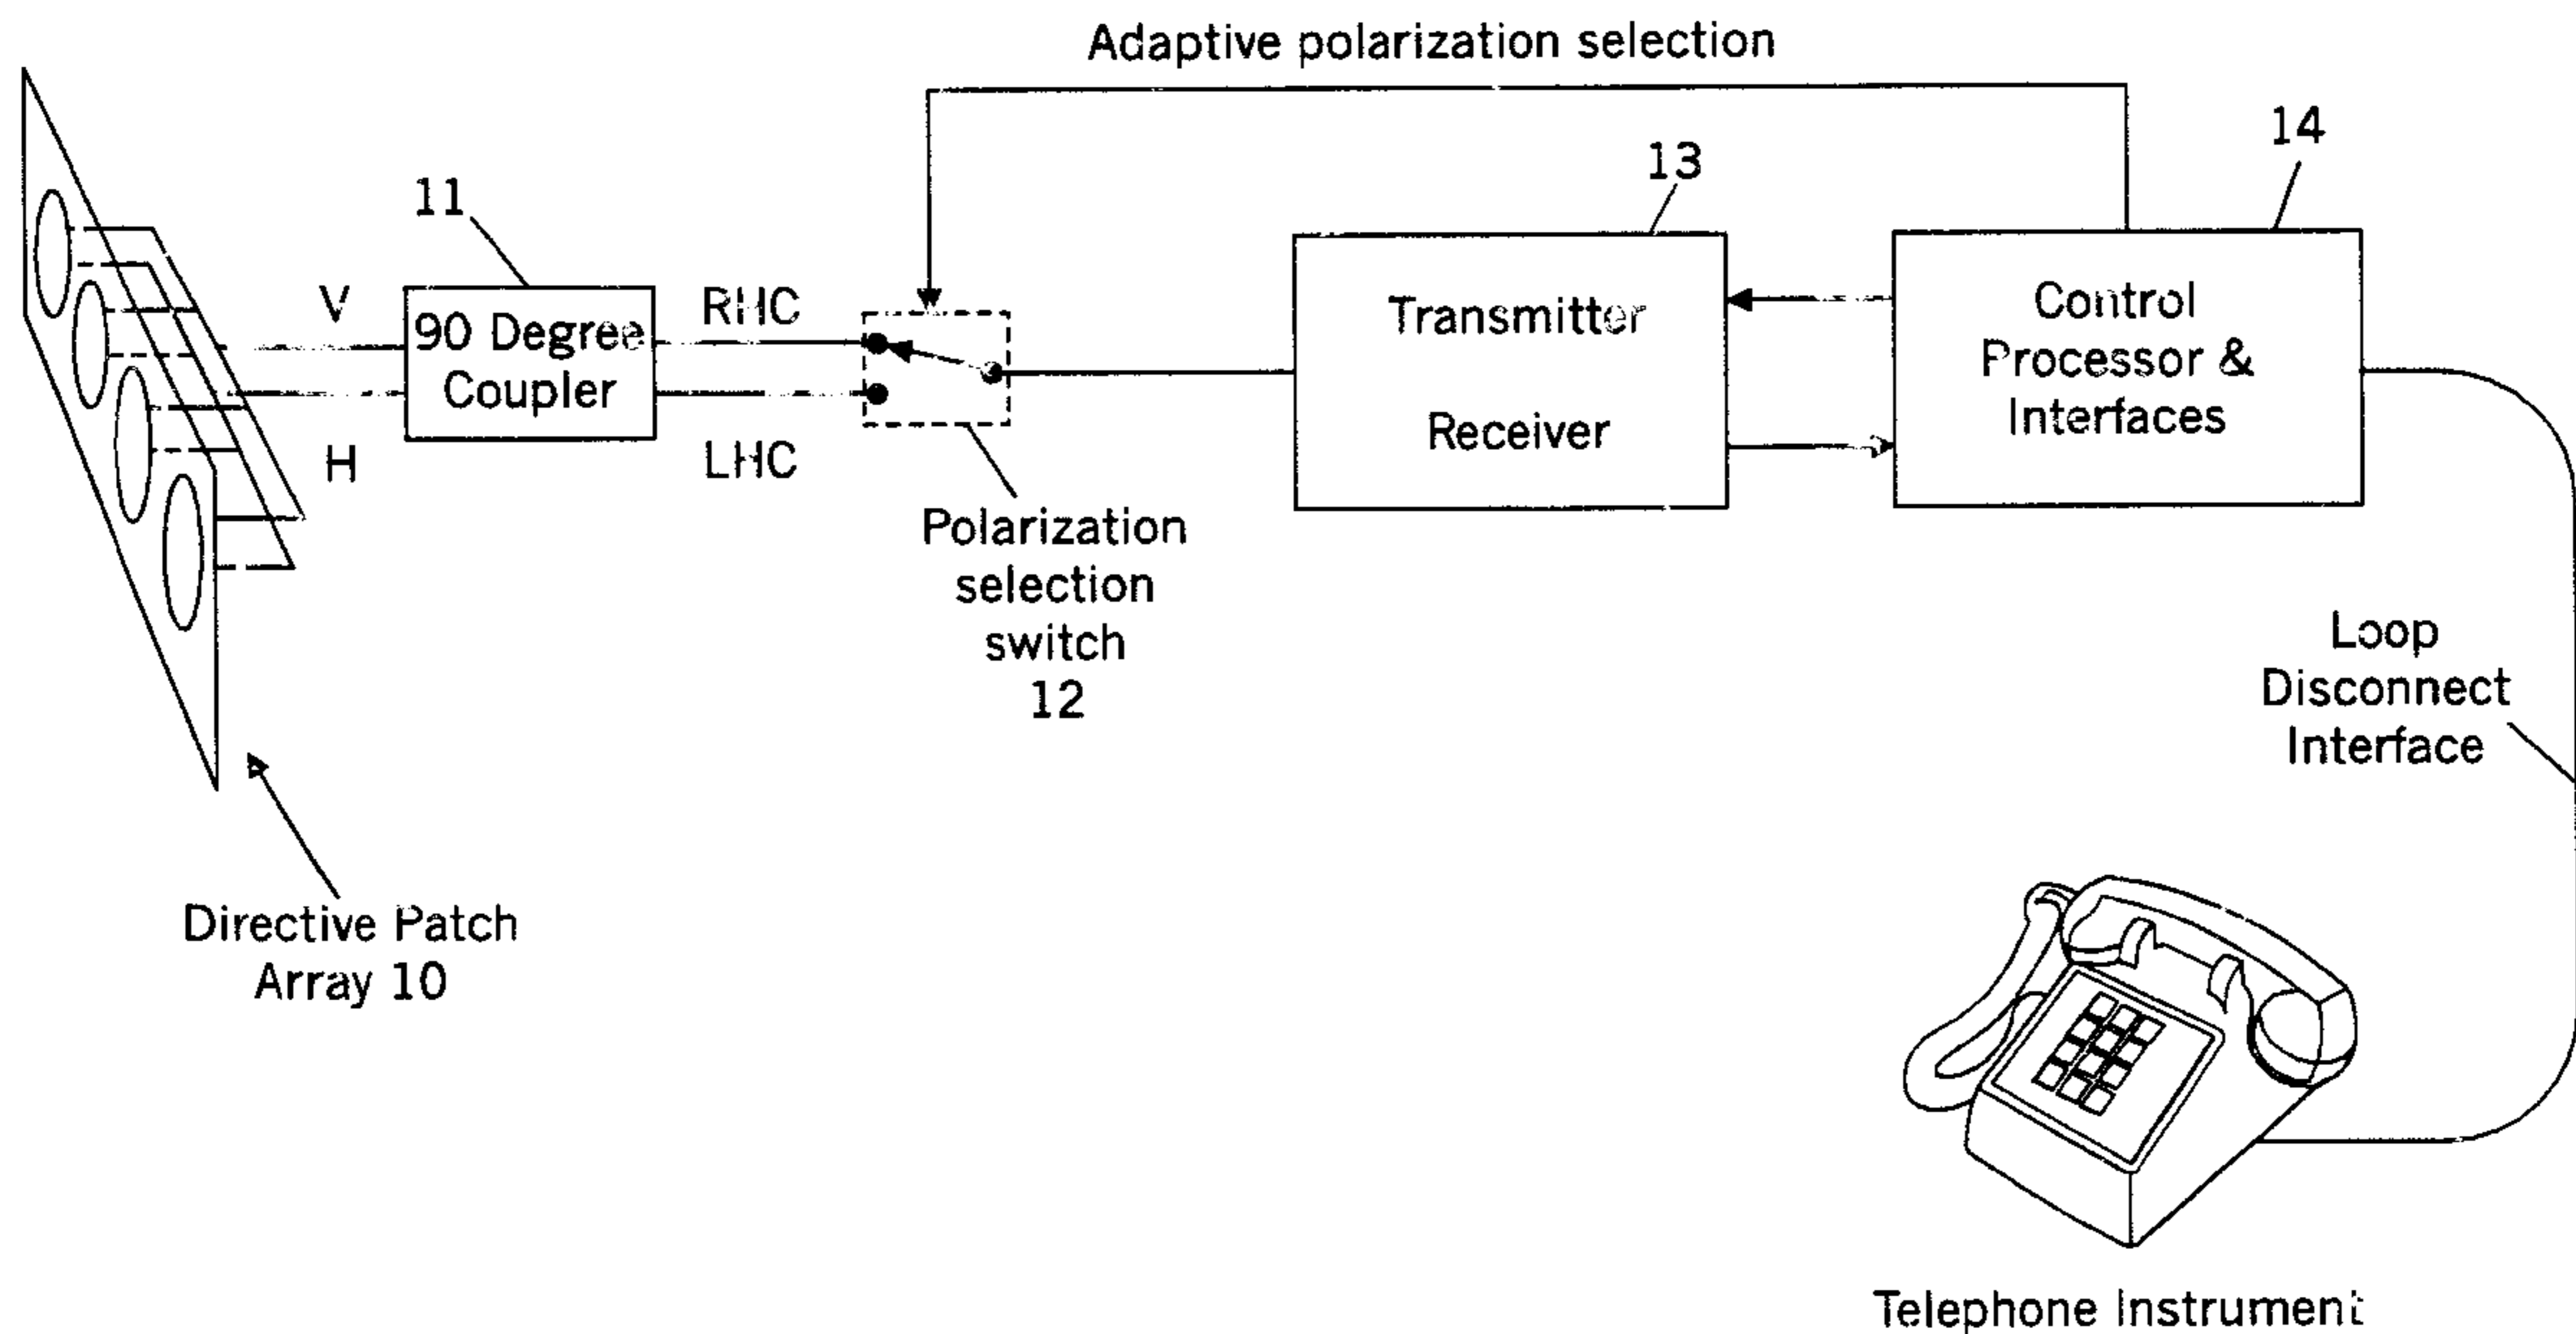 Adaptive polarization selection
14
13
11
V
RHC
90 Degree
Coupler
H
LHC
Transmitter
Receiver
Control
Processor &
Interfaces
Polarization
selection
switch
12
Loop
Disconnect
Interface
Directive Patch
Array 10
Telephone Instrument